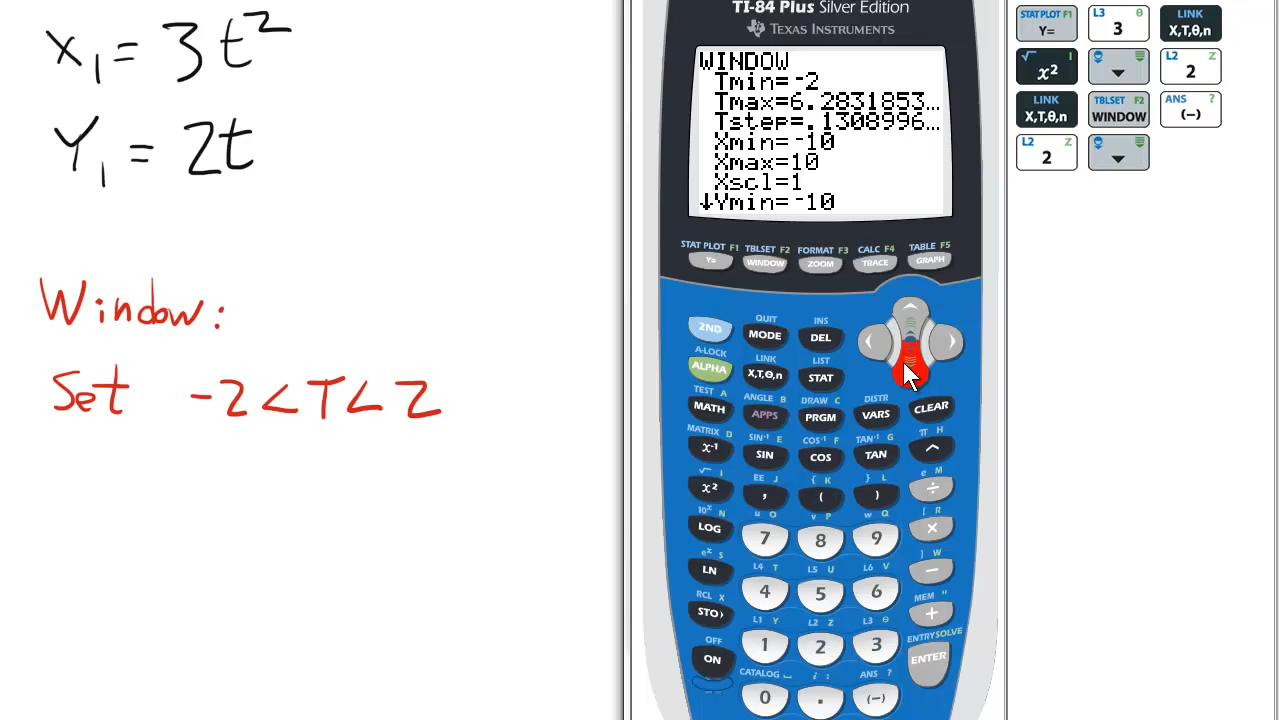 x₁ = 3t²
Y₁ = 2t
Window:
Set -2 < T < 2
TI-84 Plus Silver Edition
TEXAS INSTRUMENTS
WINDOW
Tmin=-2
Tmax=6.2831853…
Tstep=.1308996…
Xmin=-10
Xmax=10
Xscl=1
↓Ymin=-10
STAT PLOT F1 TBLSET F2 FORMAT F3 CALC F4 TABLE F5
Y= WINDOW ZOOM TRACE GRAPH
QUIT INS
2ND MODE DEL
A-LOCK LINK LIST
ALPHA X,T,θ,n STAT
TEST A ANGLE B DRAW C DISTR
MATH APPS PRGM VARS CLEAR
MATRIX D SIN⁻¹ E COS⁻¹ F TAN⁻¹ G π H
x⁻¹ SIN COS TAN ^
√ I EE J { K } L e M
x² , ( ) ÷
10ˣ N u O v P w Q [ R
LOG 7 8 9 ×
eˣ S L4 T L5 U L6 V ] W
LN 4 5 6 −
RCL X L1 Y L2 Z L3 θ MEM "
STO› 1 2 3 +
OFF CATALOG ⎵ i : ANS ? ENTRY SOLVE
ON 0 . (-) ENTER
STAT PLOT F1 L3 θ LINK
Y= 3 X,T,θ,n
√ I L2 Z
x² 2
LINK TBLSET F2 ANS ?
X,T,θ,n WINDOW (-)
L2 Z
2